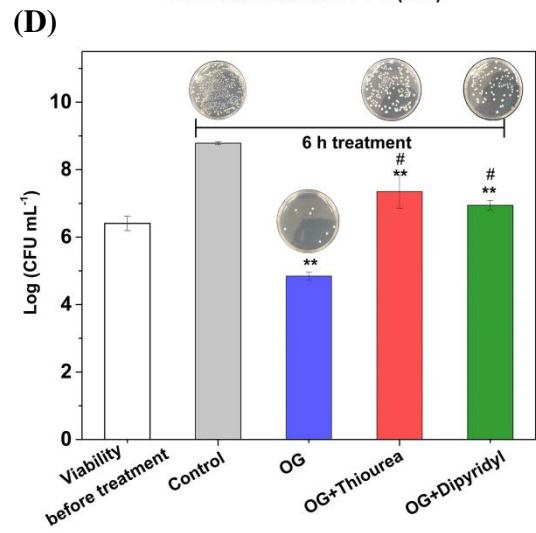 (D)
10
8
6
4
2
0
Log (CFU mL⁻¹)
6 h treatment
**
#
**
#
**
Viability
before treatment
Control
OG
OG+Thiourea
OG+Dipyridyl